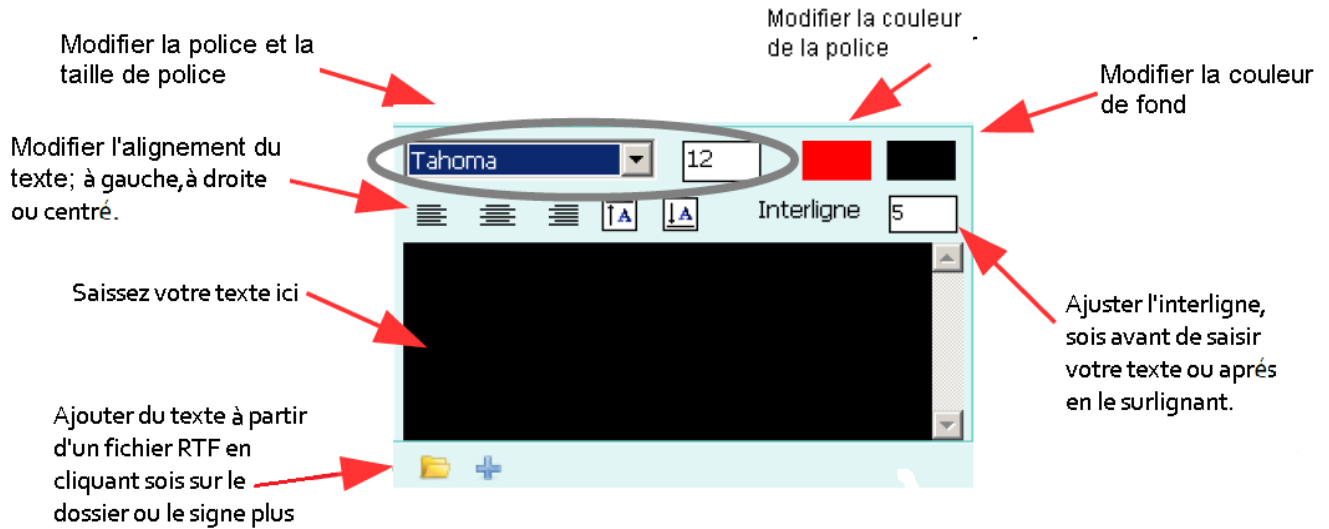 Modifier la couleur
de la police
Modifier la police et la
taille de police
Modifier la couleur
de fond
Modifier l'alignement du
texte; à gauche,à droite
ou centré.
Tahoma
12
A
A
Interligne
5
Saissez votre texte ici
Ajuster l'interligne,
sois avant de saisir
votre texte ou aprés
en le surlignant.
Ajouter du texte à partir
d'un fichier RTF en
cliquant sois sur le
dossier ou le signe plus